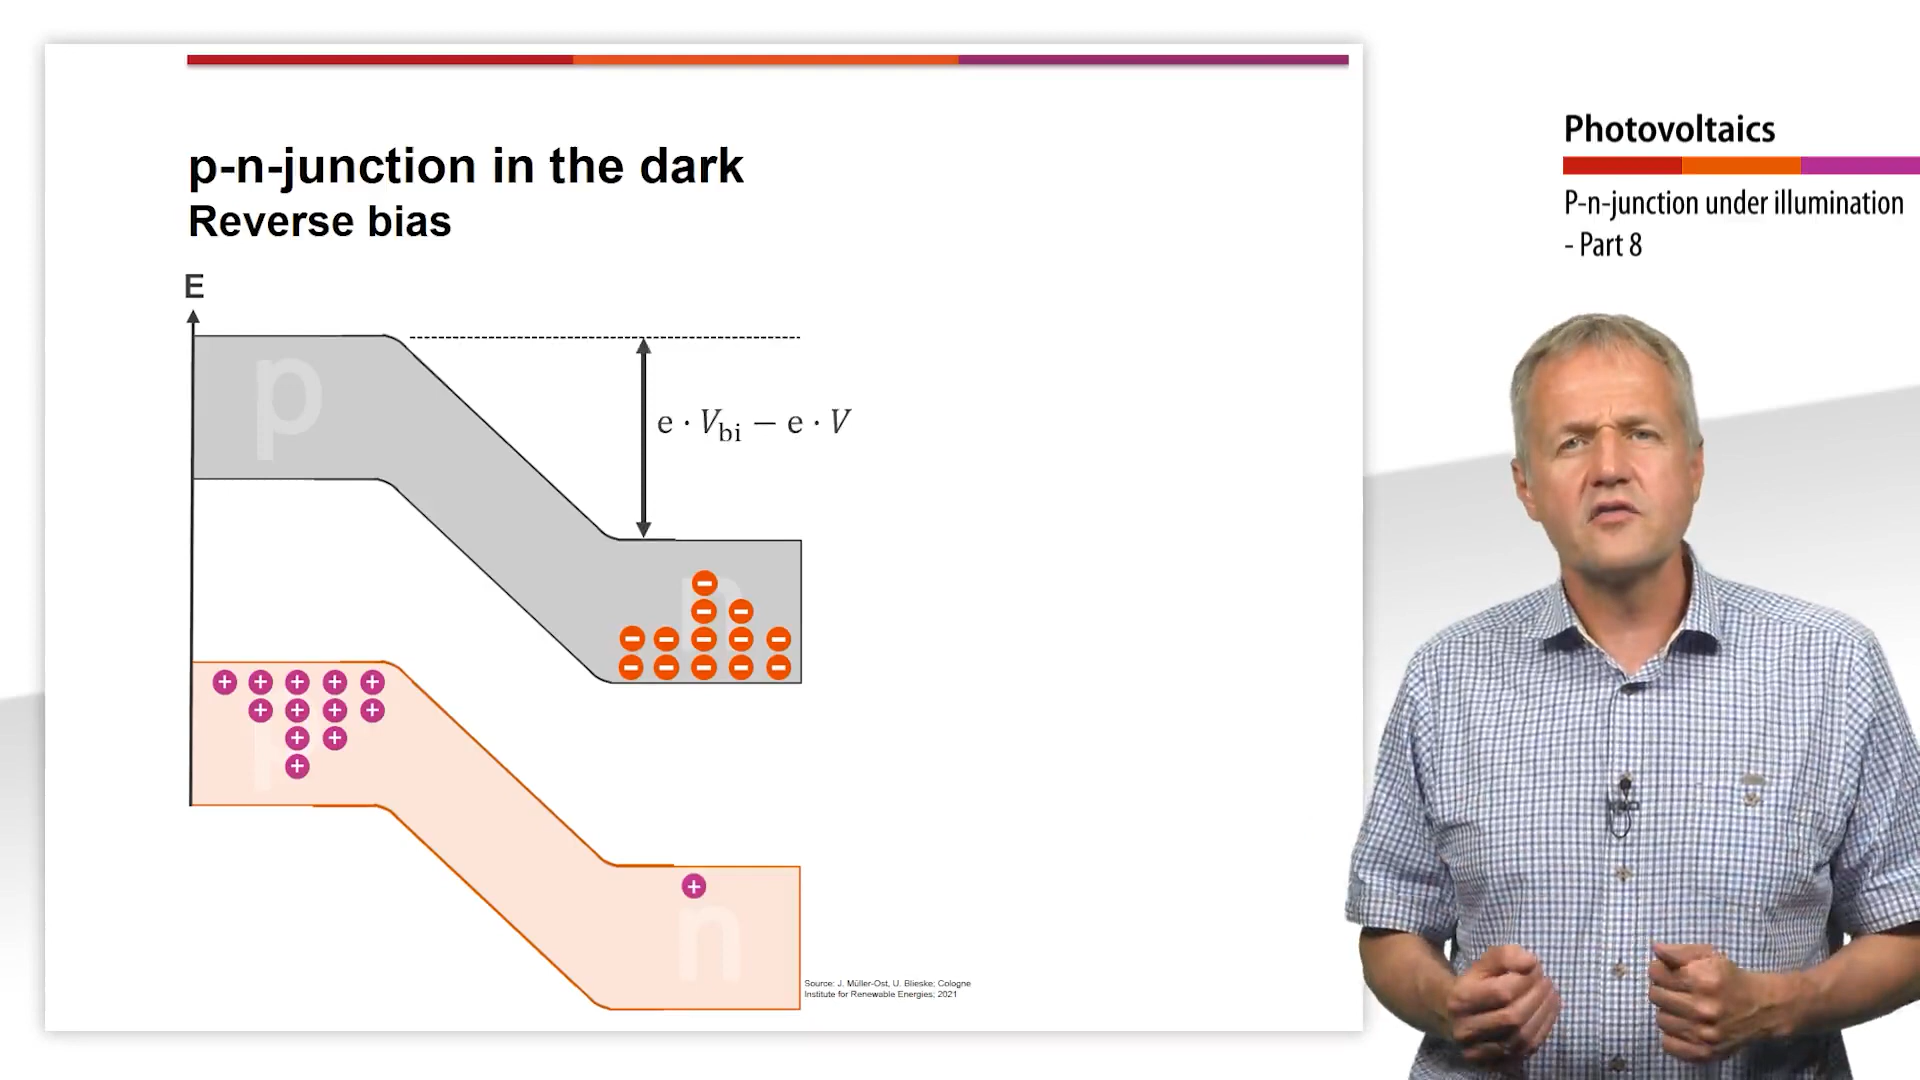 p-n-junction in the dark
Reverse bias
E
p
e · Vbi − e · V
n
p
n
Source: J. Müller-Ost, U. Blieske; Cologne
Institute for Renewable Energies; 2021
Photovoltaics
P-n-junction under illumination
- Part 8